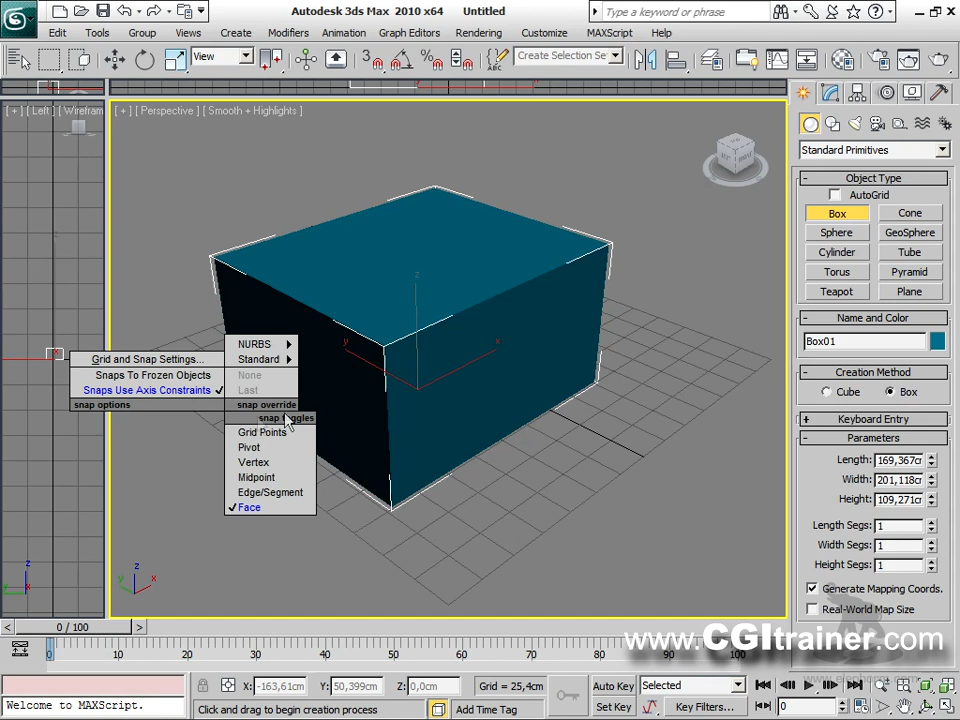 Autodesk 3ds Max 2010 x64 Untitled
Type a keyword or phrase
Edit Tools Group Views Create Modifiers Animation Graph Editors Rendering Customize MAXScript Help
View
3
Create Selection Se
[ + ] [ Left ] [ Wirefram
[ + ] [ Perspective ] [ Smooth + Highlights ]
Standard Primitives
Object Type
AutoGrid
Box Cone
Sphere GeoSphere
Cylinder Tube
Torus Pyramid
Teapot Plane
Name and Color
Box01
Creation Method
Cube Box
Keyboard Entry
Parameters
Length: 169,367c
Width: 201,118c
Height: 109,271c
Length Segs: 1
Width Segs: 1
Height Segs: 1
Generate Mapping Coords.
Real-World Map Size
z
y
x
NURBS
Standard
None
Last
snap override
Grid and Snap Settings...
Snaps To Frozen Objects
Snaps Use Axis Constraints
snap options
snap toggles
Grid Points
Pivot
Vertex
Midpoint
Edge/Segment
Face
z
y x
z
0 / 100
0 10 20 30 40 50 60 70 80 90
www.CGItrainer.com
X: -163,61cm Y: 50,399cm Z: 0,0cm Grid = 25,4cm
Auto Key Selected
Welcome to MAXScript.
Click and drag to begin creation process
Add Time Tag
Set Key Key Filters...
0